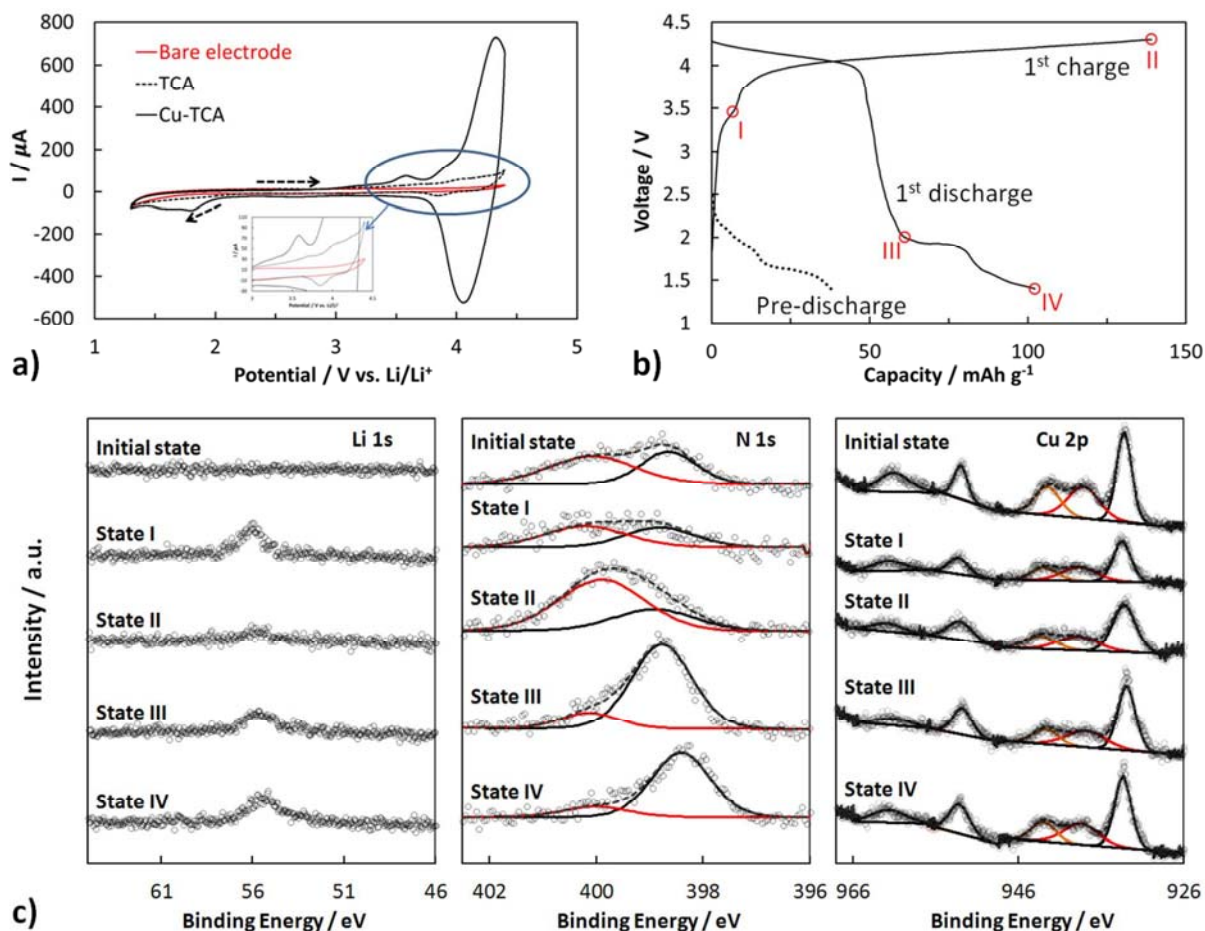 800
600
400
200
0
-200
-400
-600
I / μA
Bare electrode
TCA
Cu-TCA
1 2 3 4 5
Potential / V vs. Li/Li⁺
a)
4.5
4
3.5
3
2.5
2
1.5
1
Voltage / V
1st charge
II
I
1st discharge
III
IV
Pre-discharge
0 50 100 150
Capacity / mAh g⁻¹
b)
Intensity / a.u.
Initial state Li 1s
State I
State II
State III
State IV
61 56 51 46
Binding Energy / eV
Initial state N 1s
State I
State II
State III
State IV
402 400 398 396
Binding Energy / eV
Initial state Cu 2p
State I
State II
State III
State IV
966 946 926
Binding Energy / eV
c)